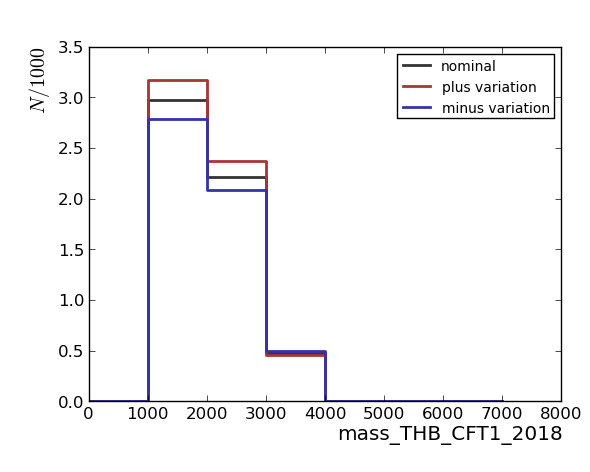 N/1000
3.5
3.0
2.5
2.0
1.5
1.0
0.5
0.0
nominal
plus variation
minus variation
0 1000 2000 3000 4000 5000 6000 7000 8000
mass_THB_CFT1_2018